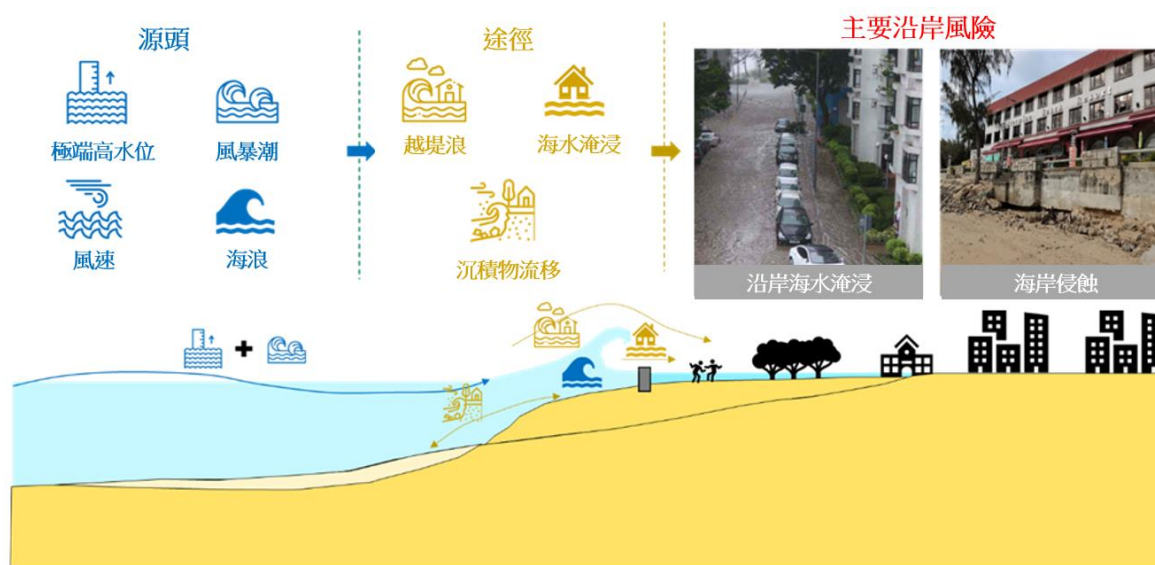 源頭
途徑
主要沿岸風險
極端高水位
風暴潮
越堤浪
海水淹浸
風速
海浪
沉積物流移
沿岸海水淹浸
海岸侵蝕